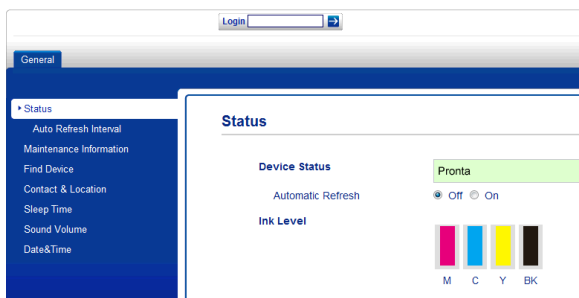 Login
General
Status
Auto Refresh Interval
Maintenance Information
Find Device
Contact & Location
Sleep Time
Sound Volume
Date&Time
Status
Device Status Pronta
Automatic Refresh Off On
Ink Level
M C Y BK